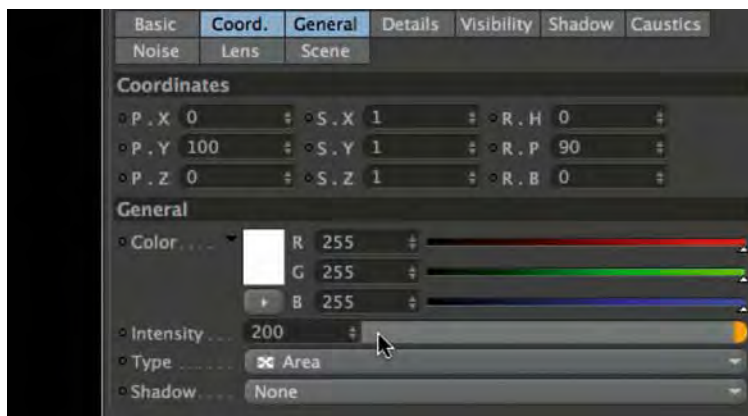 Basic Coord. General Details Visibility Shadow Caustics
Noise Lens Scene
Coordinates
P . X 0 S . X 1 R . H 0
P . Y 100 S . Y 1 R . P 90
P . Z 0 S . Z 1 R . B 0
General
Color . . . . R 255
G 255
B 255
Intensity . . . 200
Type . . . . . . . Area
Shadow . . . . . None